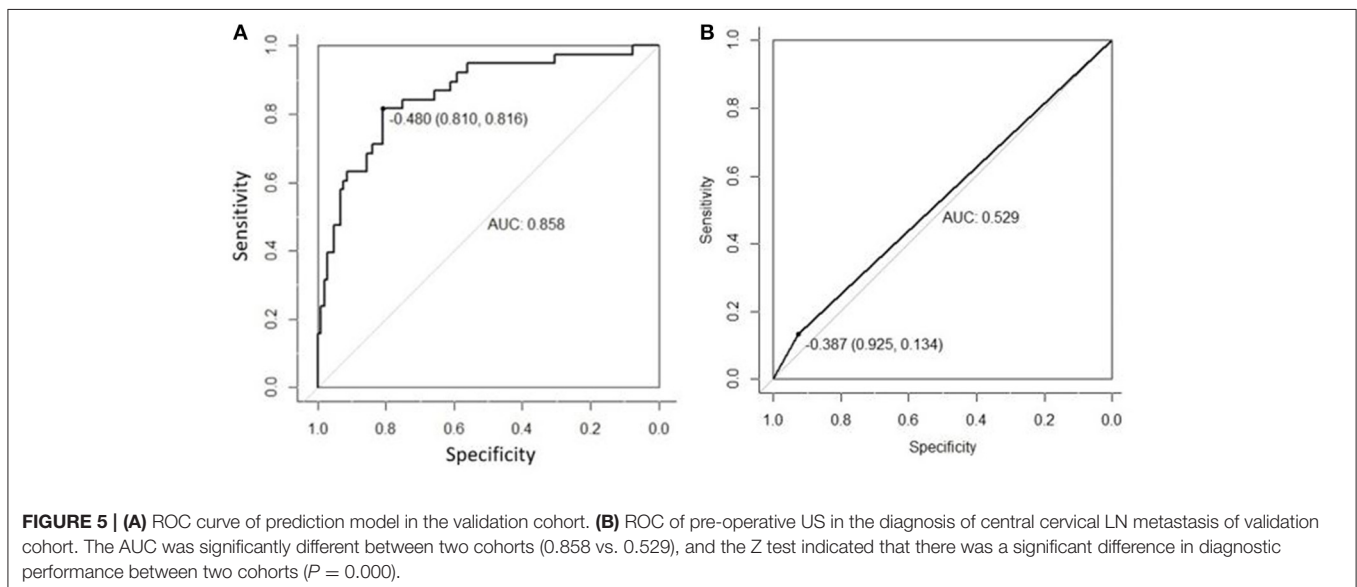 A
1.0
0.8
0.6
0.4
0.2
0.0
Sensitivity
-0.480 (0.810, 0.816)
AUC: 0.858
1.0 0.8 0.6 0.4 0.2 0.0
Specificity
B
1.0
0.8
0.6
0.4
0.2
0.0
Sensitivity
AUC: 0.529
-0.387 (0.925, 0.134)
1.0 0.8 0.6 0.4 0.2 0.0
Specificity
FIGURE 5 | (A) ROC curve of prediction model in the validation cohort. (B) ROC of pre-operative US in the diagnosis of central cervical LN metastasis of validation
cohort. The AUC was significantly different between two cohorts (0.858 vs. 0.529), and the Z test indicated that there was a significant difference in diagnostic
performance between two cohorts (P = 0.000).